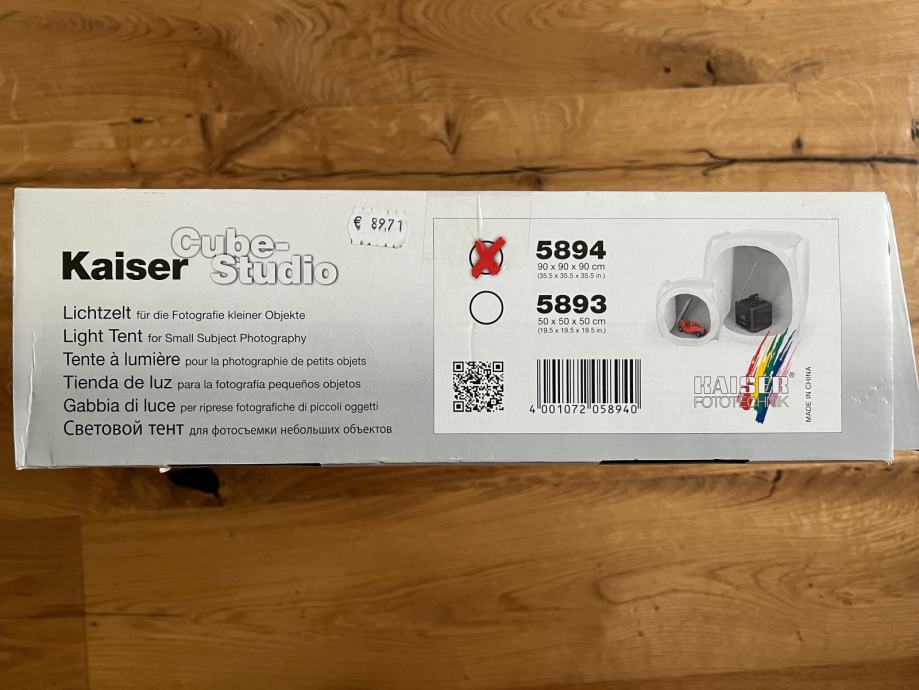 Kaiser Cube-
Studio
Lichtzelt für die Fotografie kleiner Objekte
Light Tent for Small Subject Photography
Tente à lumière pour la photographie de petits objets
Tienda de luz para la fotografía pequeños objetos
Gabbia di luce per riprese fotografiche di piccoli oggetti
Световой тент для фотосъемки небольших объектов
€ 89,71
5894
90 x 90 x 90 cm
(35.5 x 35.5 x 35.5 in.)
5893
50 x 50 x 50 cm
(19.5 x 19.5 x 19.5 in.)
4 001072 058940
KAISER®
FOTOTECHNIK
MADE IN CHINA